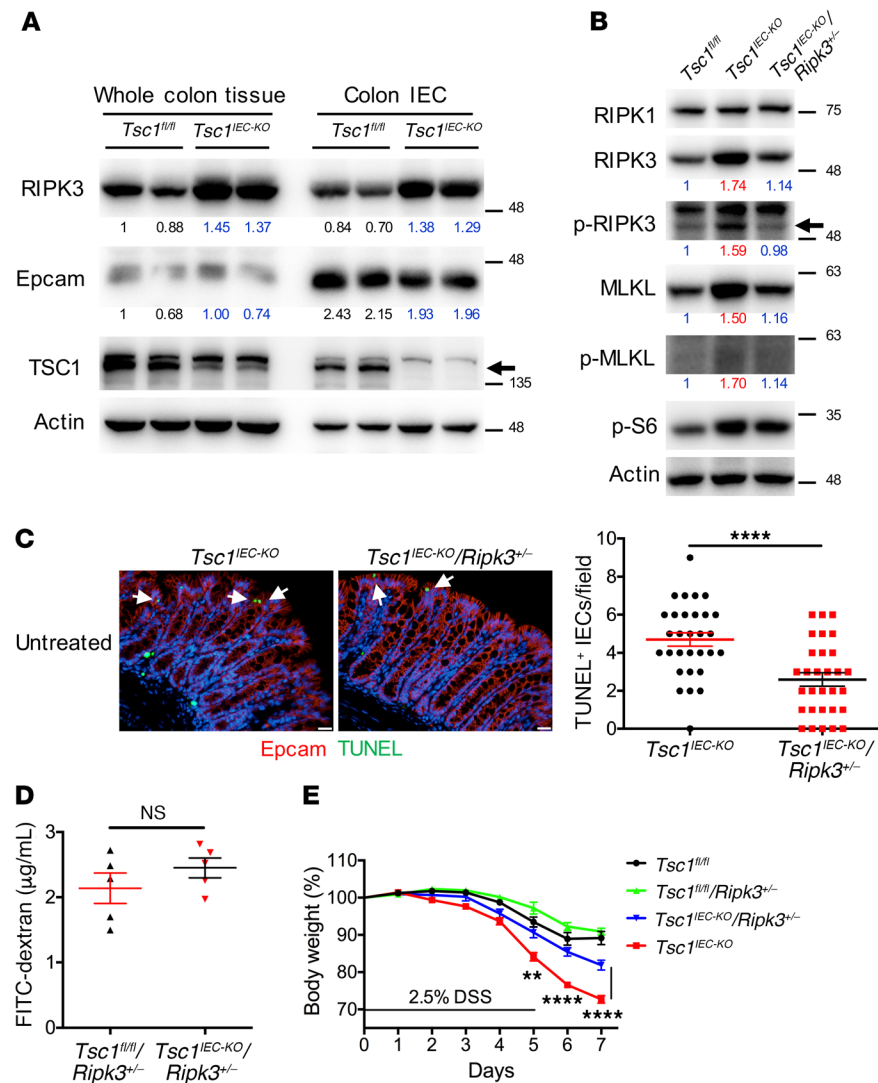 A
Whole colon tissue Colon IEC
Tsc1fl/fl Tsc1IEC-KO Tsc1fl/fl Tsc1IEC-KO
RIPK3
48
1 0.88 1.45 1.37 0.84 0.70 1.38 1.29
48
Epcam
1 0.68 1.00 0.74 2.43 2.15 1.93 1.96
TSC1
135
Actin
48
B
Tsc1fl/fl
Tsc1IEC-KO
Tsc1IEC-KO/
Ripk3+/–
RIPK1
75
RIPK3
48
1 1.74 1.14
p-RIPK3
48
1 1.59 0.98
63
MLKL
1 1.50 1.16
63
p-MLKL
1 1.70 1.14
35
p-S6
Actin
48
C
Tsc1IEC-KO Tsc1IEC-KO/Ripk3+/–
Untreated
Epcam TUNEL
TUNEL+ IECs/field
10
8
6
4
2
0
****
Tsc1IEC-KO
Tsc1IEC-KO/
Ripk3+/–
D
FITC-dextran (μg/mL)
3
2
1
0
NS
Tsc1fl/fl/
Ripk3+/–
Tsc1IEC-KO/
Ripk3+/–
E
Body weight (%)
110
100
90
80
70
2.5% DSS
**
****
****
0 1 2 3 4 5 6 7
Days
Tsc1fl/fl
Tsc1fl/fl/Ripk3+/–
Tsc1IEC-KO/Ripk3+/–
Tsc1IEC-KO